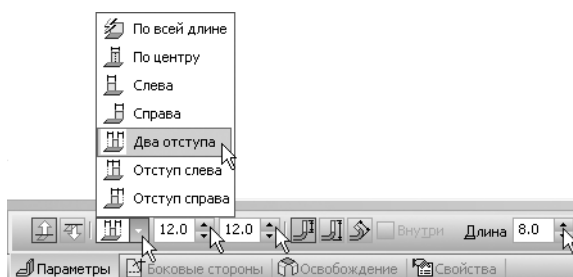 По всей длине
По центру
Слева
Справа
Два отступа
Отступ слева
Отступ справа
12.0 12.0 Внутри Длина 8.0
Параметры Боковые стороны Освобождение Свойства